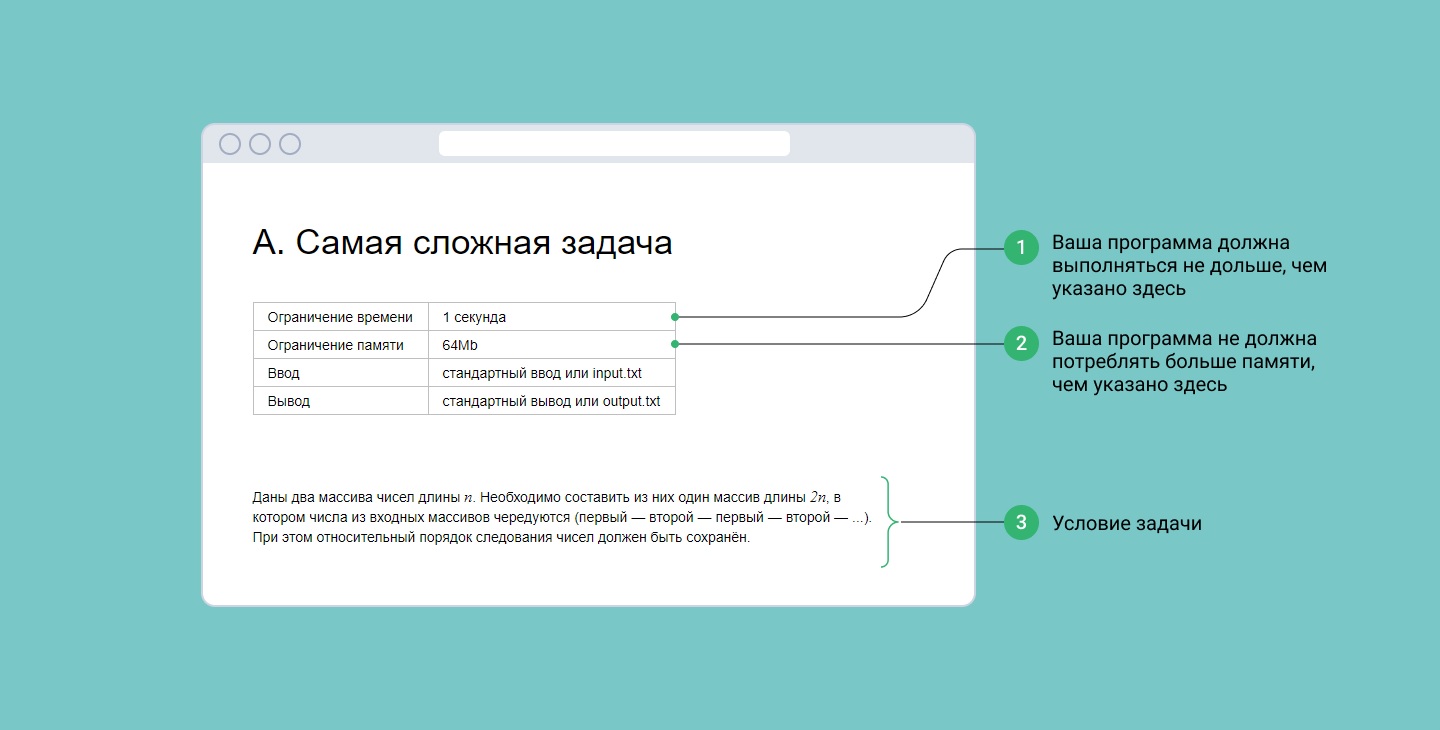 А. Самая сложная задача
Ограничение времени 1 секунда
Ограничение памяти 64Mb
Ввод стандартный ввод или input.txt
Вывод стандартный вывод или output.txt
Даны два массива чисел длины n. Необходимо составить из них один массив длины 2n, в
котором числа из входных массивов чередуются (первый — второй — первый — второй — ...).
При этом относительный порядок следования чисел должен быть сохранён.
1 Ваша программа должна
выполняться не дольше, чем
указано здесь
2 Ваша программа не должна
потреблять больше памяти,
чем указано здесь
3 Условие задачи